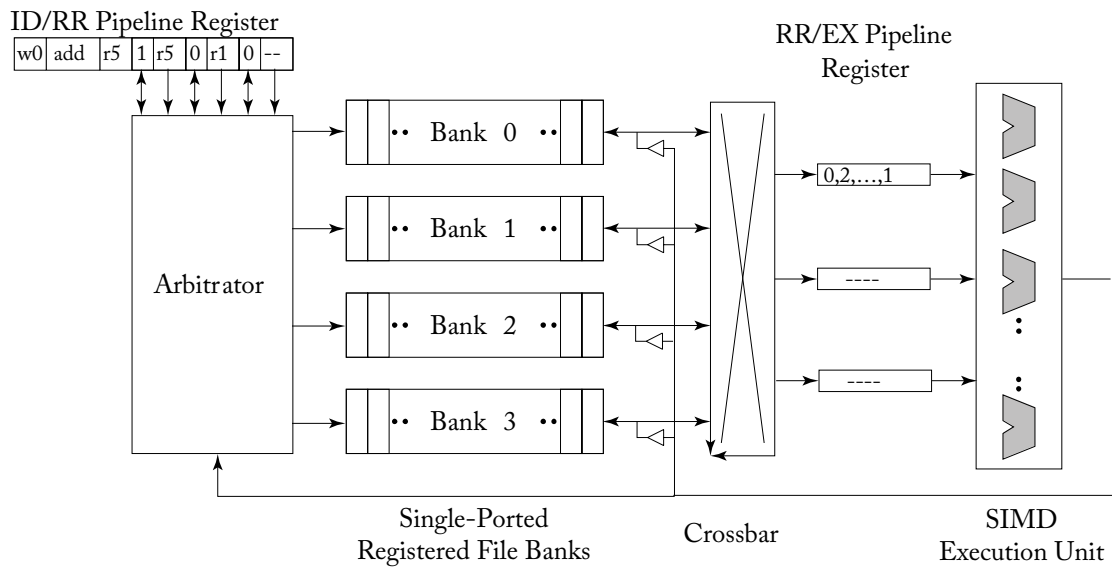 ID/RR Pipeline Register
w0 add r5 1 r5 0 r1 0 --
RR/EX Pipeline
Register
Arbitrator
Bank 0
Bank 1
Bank 2
Bank 3
0,2,...,1
----
----
Single-Ported
Registered File Banks
Crossbar
SIMD
Execution Unit